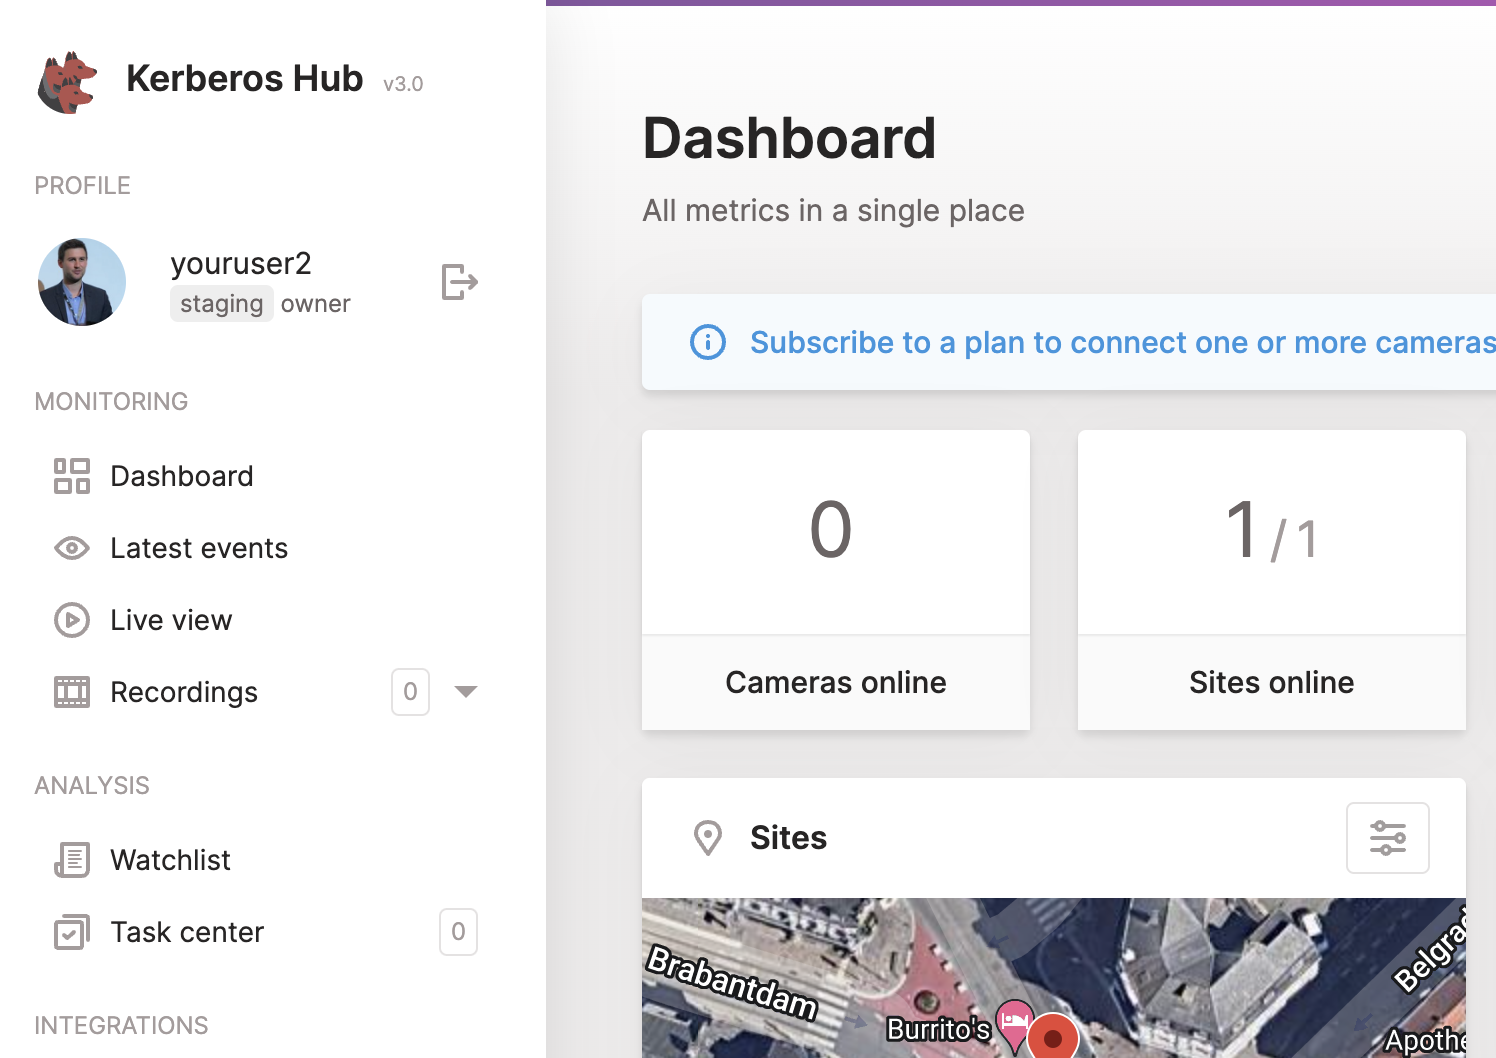 Kerberos Hub v3.0
PROFILE
youruser2
staging owner
MONITORING
Dashboard
Latest events
Live view
Recordings 0
ANALYSIS
Watchlist
Task center 0
INTEGRATIONS
Dashboard
All metrics in a single place
Subscribe to a plan to connect one or more cameras
0
Cameras online
1 / 1
Sites online
Sites
Brabantdam
Burrito's